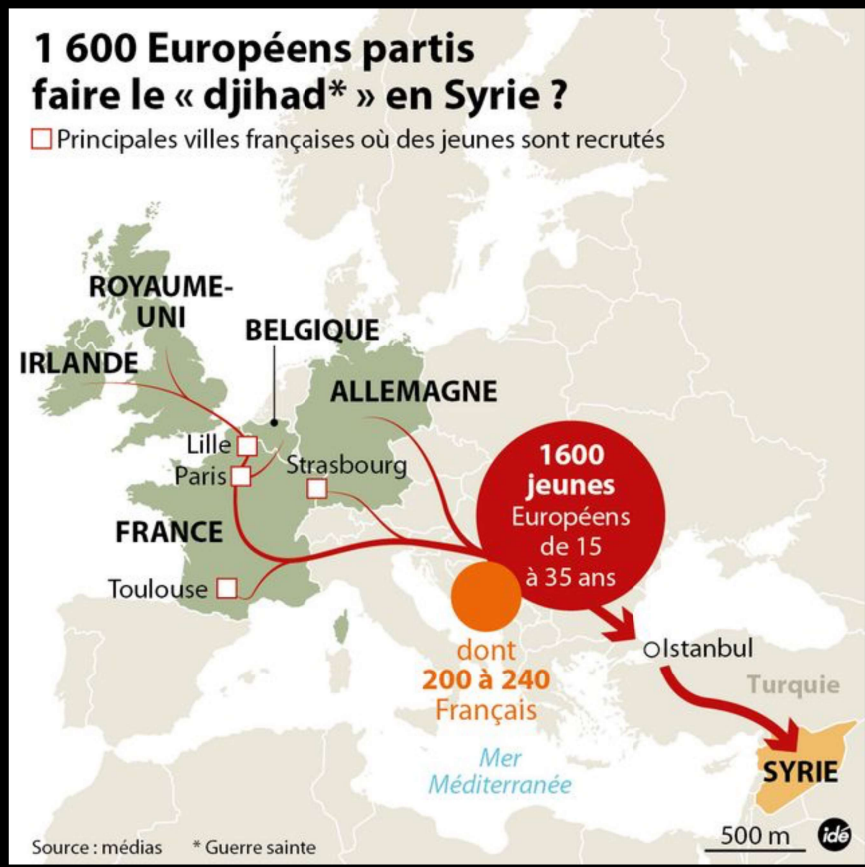 1 600 Européens partis
faire le « djihad* » en Syrie ?
Principales villes françaises où des jeunes sont recrutés
ROYAUME-
UNI
BELGIQUE
IRLANDE
ALLEMAGNE
Lille
Paris
Strasbourg
1600
jeunes
Européens
de 15
à 35 ans
FRANCE
Toulouse
dont
200 à 240
Français
Istanbul
Turquie
Mer
Méditerranée
SYRIE
500 m
idé
Source : médias * Guerre sainte